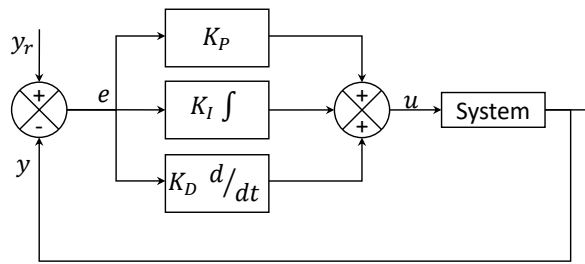 y_r
K_P
+
-
e
K_I ∫
+
+
+
u
System
y
K_D d/dt